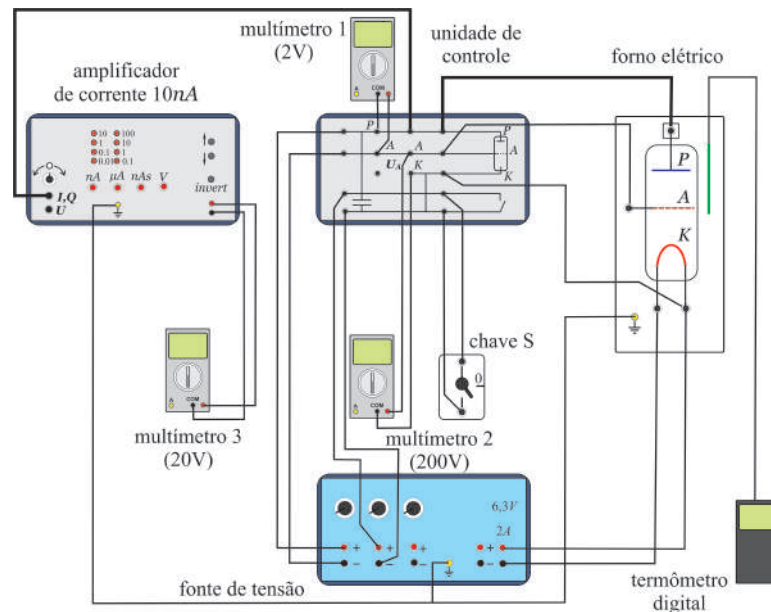 multímetro 1
(2V)
unidade de
controle
forno elétrico
amplificador
de corrente 10nA
A
COM
10 100
1 10
0.1 1
0.01 0.1
nA µA nAs V
I,Q
U
invert
P
A
U_A
A
K
P
A
K
P
A
K
chave S
0
A
COM
multímetro 3
(20V)
A
COM
multímetro 2
(200V)
6,3V
2A
+ + + +
− − − −
fonte de tensão
termômetro
digital